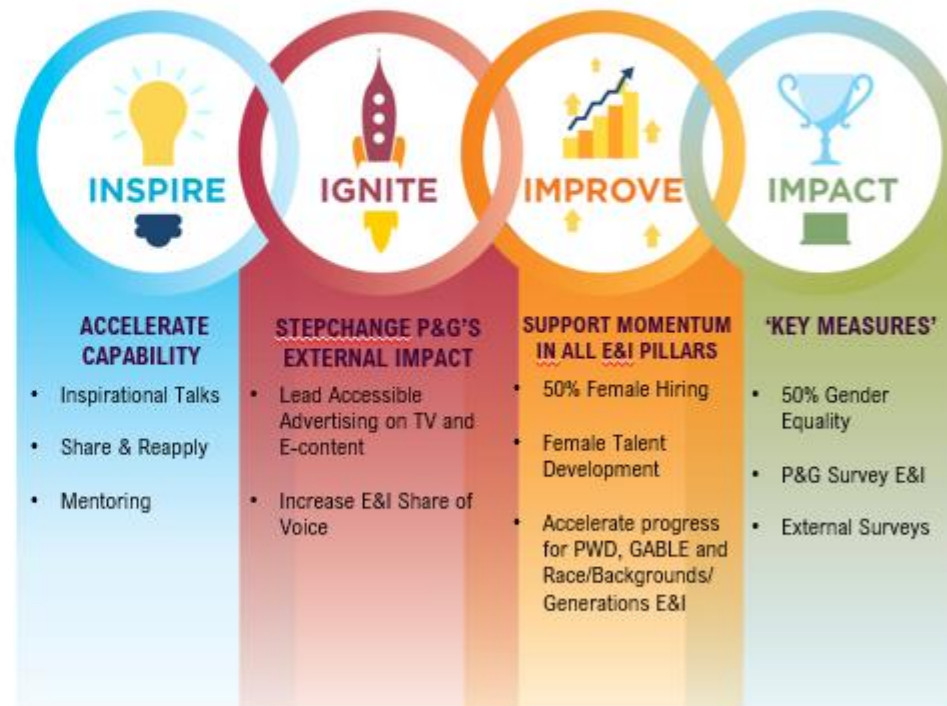 INSPIRE
IGNITE
IMPROVE
IMPACT
ACCELERATE
CAPABILITY
• Inspirational Talks
• Share & Reapply
• Mentoring
STEPCHANGE P&G'S
EXTERNAL IMPACT
• Lead Accessible
Advertising on TV and
E-content
• Increase E&I Share of
Voice
SUPPORT MOMENTUM
IN ALL E&I PILLARS
• 50% Female Hiring
• Female Talent
Development
• Accelerate progress
for PWD, GABLE and
Race/Backgrounds/
Generations E&I
‘KEY MEASURES’
• 50% Gender
Equality
• P&G Survey E&I
• External Surveys